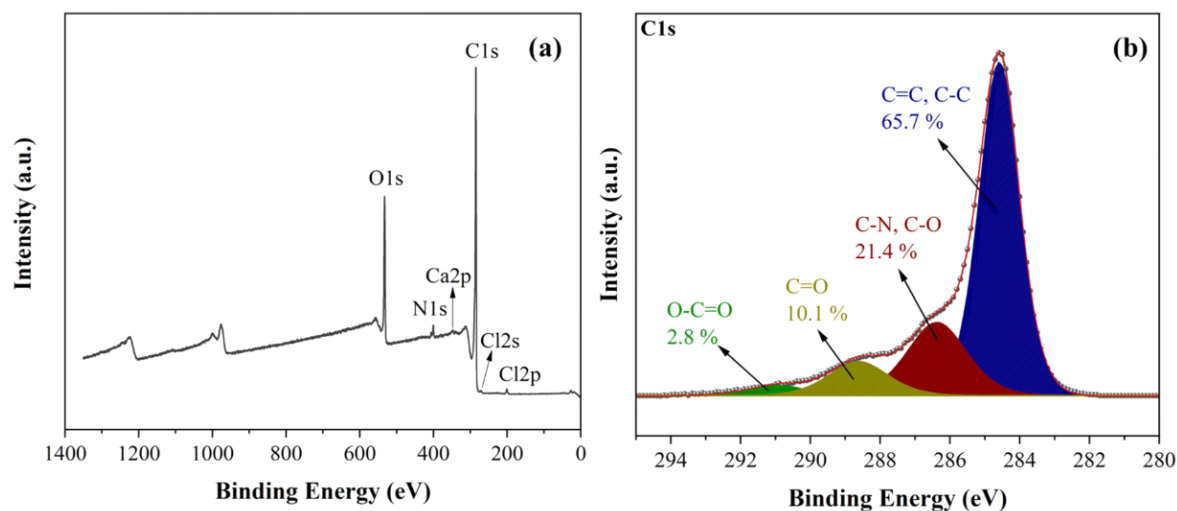 (a)
C1s
O1s
Ca2p
N1s
Cl2s
Cl2p
Intensity (a.u.)
1400 1200 1000 800 600 400 200 0
Binding Energy (eV)
C1s
(b)
C=C, C-C
65.7 %
C-N, C-O
21.4 %
C=O
10.1 %
O-C=O
2.8 %
Intensity (a.u.)
294 292 290 288 286 284 282 280
Binding Energy (eV)